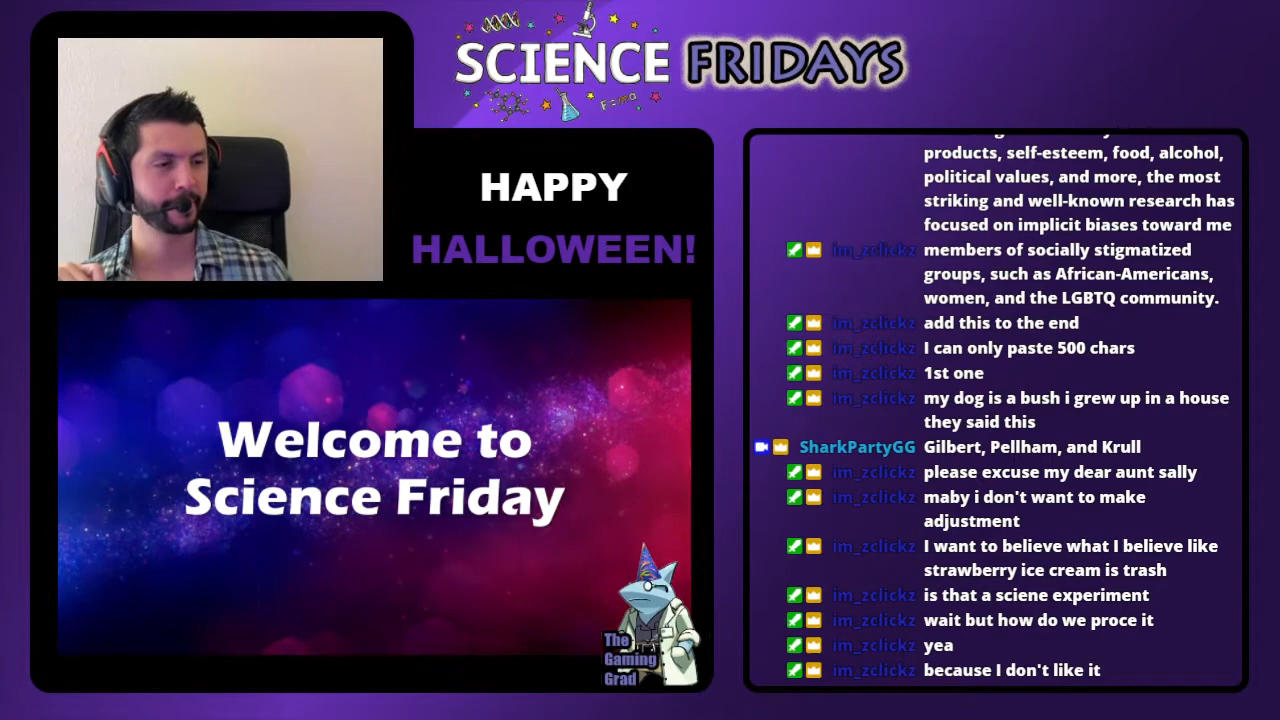 SCIENCE FRIDAYS
F=ma
HAPPY
HALLOWEEN!
Welcome to
Science Friday
The
Gaming
Grad
products, self-esteem, food, alcohol,
political values, and more, the most
striking and well-known research has
focused on implicit biases toward me
im_zclickz members of socially stigmatized
groups, such as African-Americans,
women, and the LGBTQ community.
im_zclickz add this to the end
im_zclickz I can only paste 500 chars
im_zclickz 1st one
im_zclickz my dog is a bush i grew up in a house
they said this
SharkPartyGG Gilbert, Pellham, and Krull
im_zclickz please excuse my dear aunt sally
im_zclickz maby i don't want to make
adjustment
im_zclickz I want to believe what I believe like
strawberry ice cream is trash
im_zclickz is that a sciene experiment
im_zclickz wait but how do we proce it
im_zclickz yea
im_zclickz because I don't like it